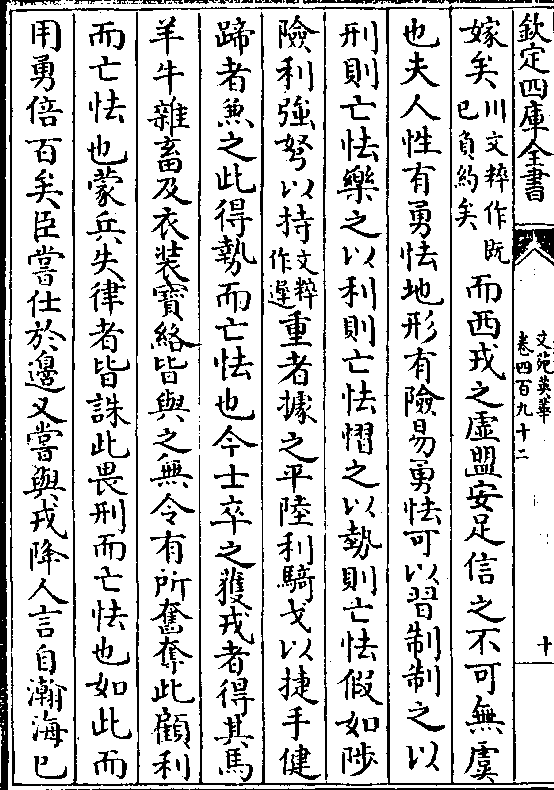 欽定四庫全書
文苑英華
卷四百九十二
十
嫁矣川文粹作既已負約矣而西戎之虛盟安足信之不可無虞
也夫人性有勇怯地形有險易勇怯可以習制制之以
刑則亡怯樂之以利則亡怯慴之以勢則亡怯假如陟
險利強弩以持文粹作遲重者據之平陸利騎戈以捷手健
蹄者兼之此得勢而亡怯也今士卒之獲戎者得其馬
羊牛雜畜及衣裝寶絡皆與之無令有所奮奪此顧利
而亡怯也蒙兵失律者皆誅此畏刑而亡怯也如此而
用勇倍百矣臣嘗仕於邊又嘗與戎降人言自瀚海已